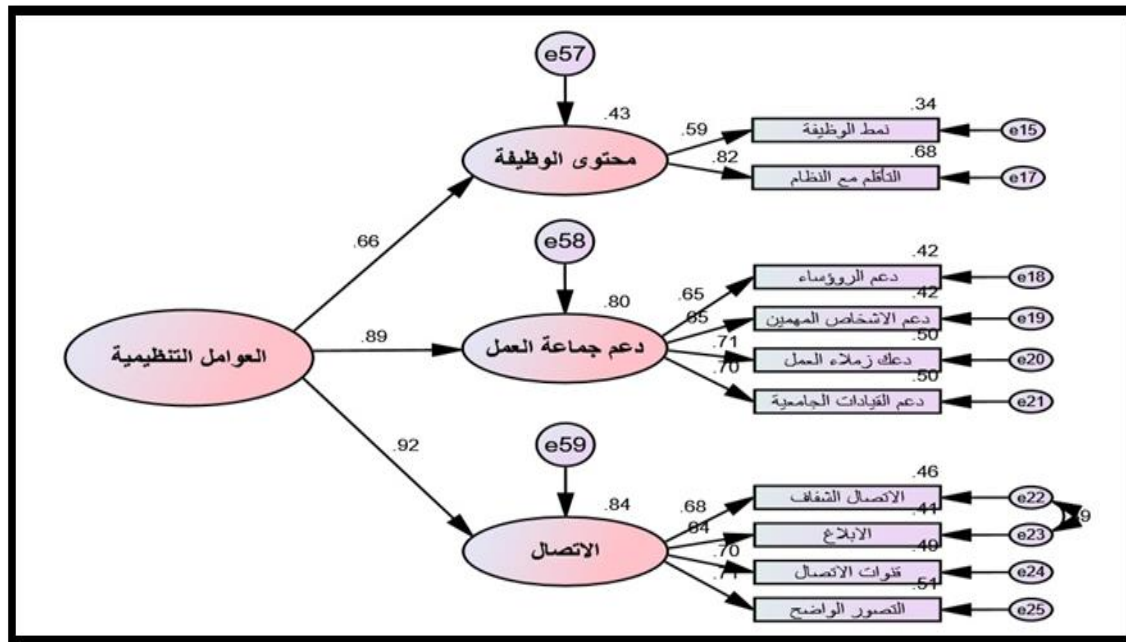 e57
.43
.34
.59
نمط الوظيفة
e15
محتوى الوظيفة
.68
.82
التأقلم مع النظام
e17
.66
e58
.42
.80
.65
دعم الروؤساء
e18
.42
.65
دعم الاشخاص المهمين
e19
.89
العوامل التنظيمية
دعم جماعة العمل
.50
.71
دعك زملاء العمل
e20
.50
.70
دعم القيادات الجامعية
e21
.92
e59
.46
.84
.68
الاتصال الشفاف
e22
.41
.64
الابلاغ
e23
الاتصال
.49
.70
قنوات الاتصال
e24
.51
.71
التصور الواضح
e25